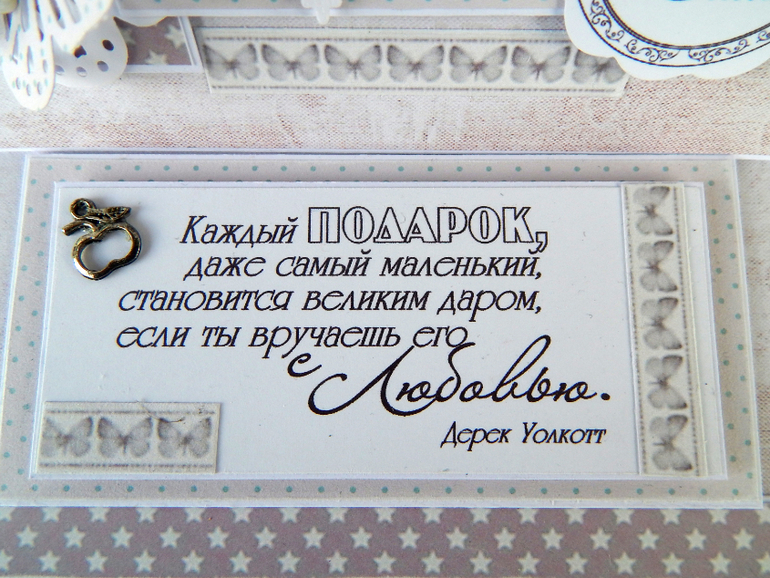 Каждый ПОДАРОК,
даже самый маленький,
становится великим даром,
если ты вручаешь его
с Любовью.
Дерек Уолкотт